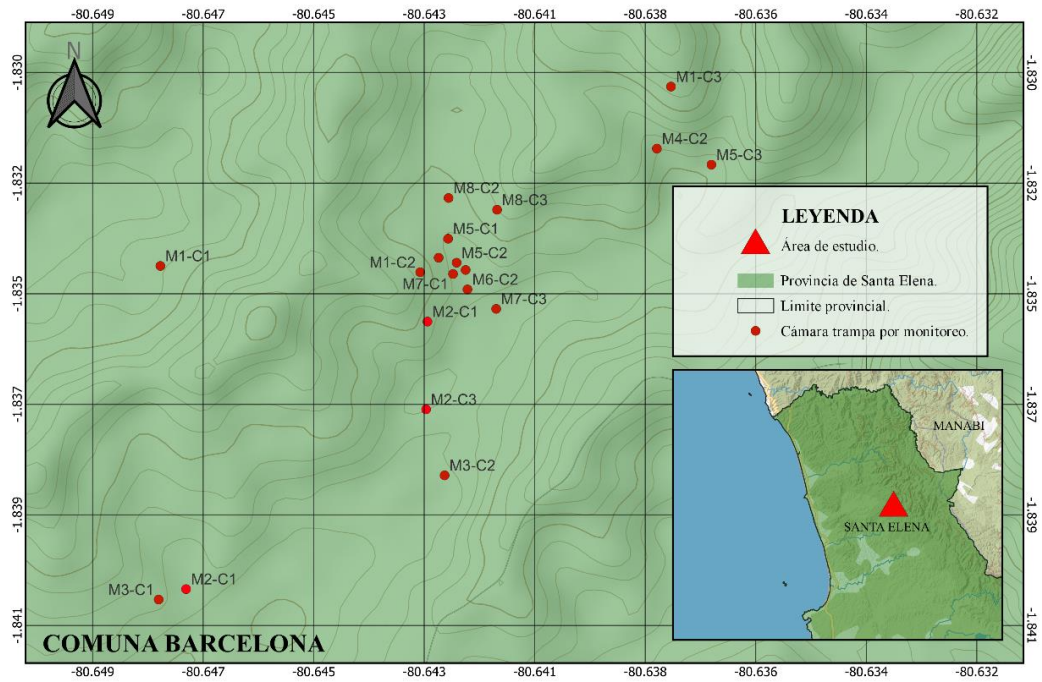 -80.649 -80.647 -80.645 -80.643 -80.641 -80.638 -80.636 -80.634 -80.632
N
-1.830 -1.830
M1-C3
M4-C2
M5-C3
-1.832 -1.832
M8-C2
M8-C3
M5-C1
M1-C1
M1-C2
M5-C2
M7-C1
M6-C2
-1.835 -1.835
M7-C3
M2-C1
-1.837 -1.837
M2-C3
M3-C2
-1.839 -1.839
M3-C1
M2-C1
-1.841 -1.841
COMUNA BARCELONA
LEYENDA
Área de estudio.
Provincia de Santa Elena.
Limite provincial.
Cámara trampa por monitoreo.
MANABI
SANTA ELENA
-80.649 -80.647 -80.645 -80.643 -80.641 -80.638 -80.636 -80.634 -80.632